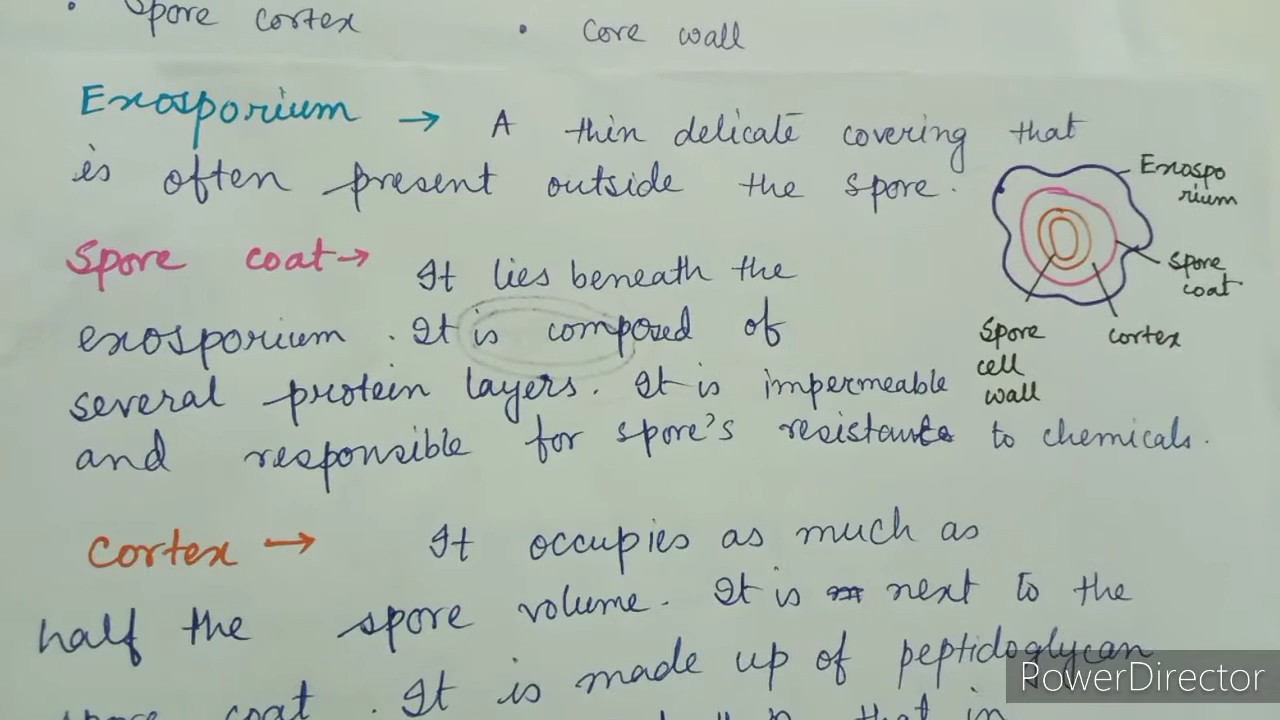 • Spore cortex
• Core wall
Exosporium → A thin delicate covering that
is often present outside the spore.
Exospo
rium
Spore
coat
cortex
Spore
cell
wall
Spore coat → It lies beneath the
exosporium. It is composed of
several protein layers. It is impermeable
and responsible for spore's resistance to chemicals.
Cortex → It occupies as much as
half the spore volume. It is next to the
spore coat. It is made up of peptidoglycan
that in
PowerDirector